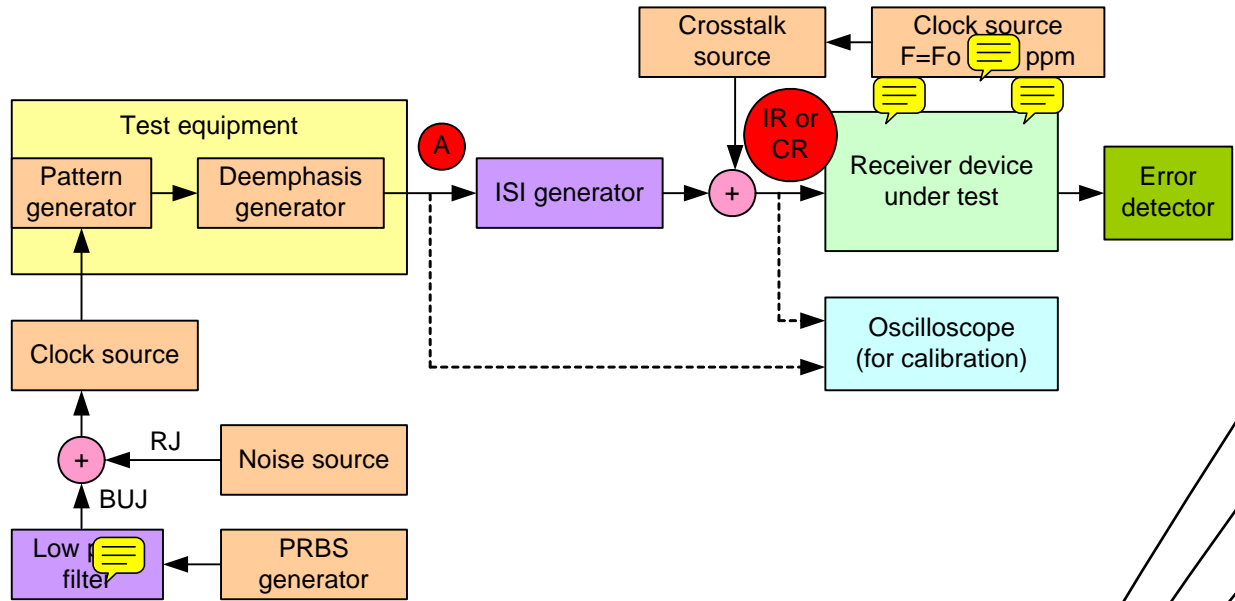 Crosstalk
source
Clock source
F=Fo ppm
Test equipment
Pattern
generator
Deemphasis
generator
A
ISI generator
+
IR or
CR
Receiver device
under test
Error
detector
Oscilloscope
(for calibration)
Clock source
+
RJ
Noise source
BUJ
Low
filter
PRBS
generator